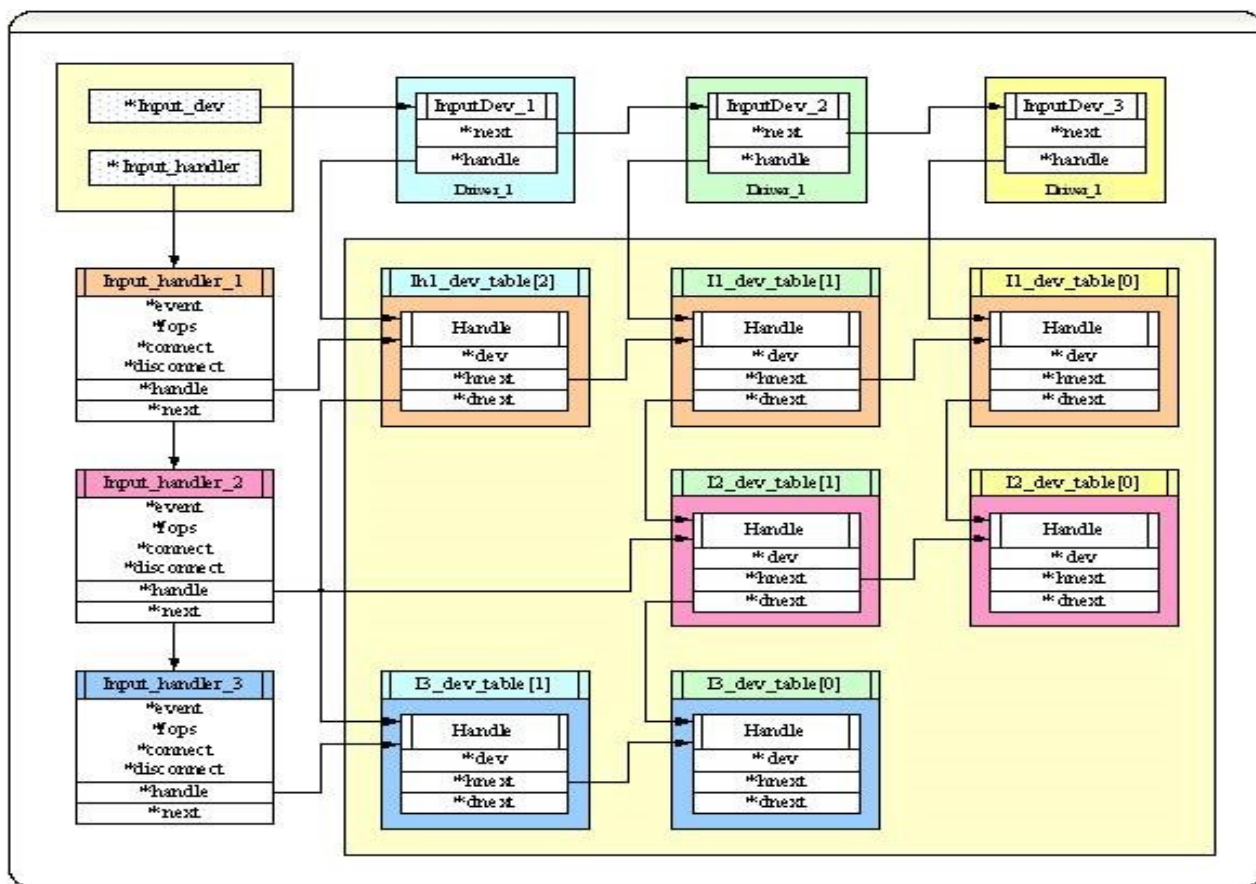 *Input_dev
*Input_handler
InputDev_1
*next
*handle
Driver_1
InputDev_2
*next
*handle
Driver_1
InputDev_3
*next
*handle
Driver_1
Input_handler_1
*event
*fops
*connect
*disconnect
*handle
*next
Ih1_dev_table[2]
Handle
*dev
*hnext
*dnext
I1_dev_table[1]
Handle
*dev
*hnext
*dnext
I1_dev_table[0]
Handle
*dev
*hnext
*dnext
Input_handler_2
*event
*fops
*connect
*disconnect
*handle
*next
I2_dev_table[1]
Handle
*dev
*hnext
*dnext
I2_dev_table[0]
Handle
*dev
*hnext
*dnext
Input_handler_3
*event
*fops
*connect
*disconnect
*handle
*next
I3_dev_table[1]
Handle
*dev
*hnext
*dnext
I3_dev_table[0]
Handle
*dev
*hnext
*dnext